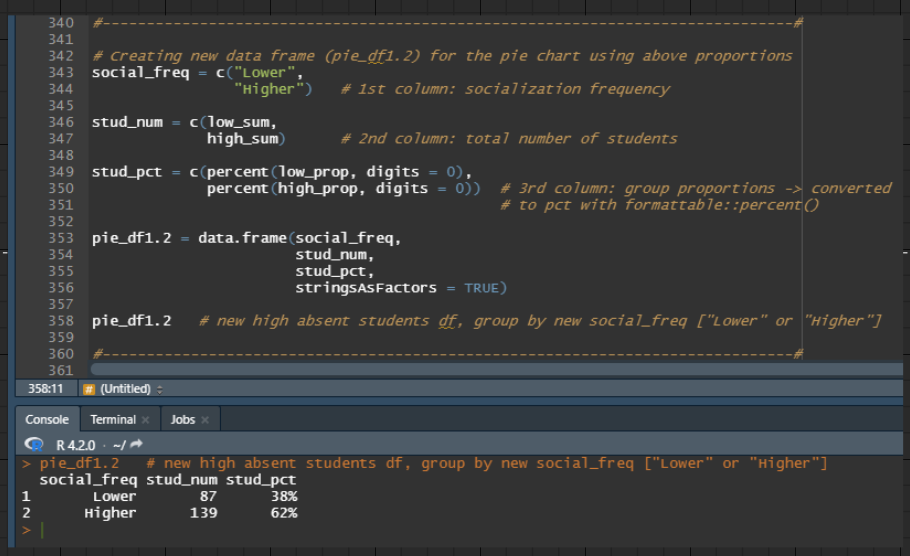 340 #------------------------------------------------------------------------------#
341
342 # Creating new data frame (pie_df1.2) for the pie chart using above proportions
343 social_freq = c("Lower",
344 "Higher") # 1st column: socialization frequency
345
346 stud_num = c(low_sum,
347 high_sum) # 2nd column: total number of students
348
349 stud_pct = c(percent(low_prop, digits = 0),
350 percent(high_prop, digits = 0)) # 3rd column: group proportions -> converted
351 # to pct with formattable::percent()
352
353 pie_df1.2 = data.frame(social_freq,
354 stud_num,
355 stud_pct,
356 stringsAsFactors = TRUE)
357
358 pie_df1.2 # new high absent students df, group by new social_freq ["Lower" or "Higher"]
359
360 #------------------------------------------------------------------------------#
361
358:11 # (Untitled)
Console Terminal Jobs
R R 4.2.0 · ~/
> pie_df1.2 # new high absent students df, group by new social_freq ["Lower" or "Higher"]
social_freq stud_num stud_pct
1 Lower 87 38%
2 Higher 139 62%
>